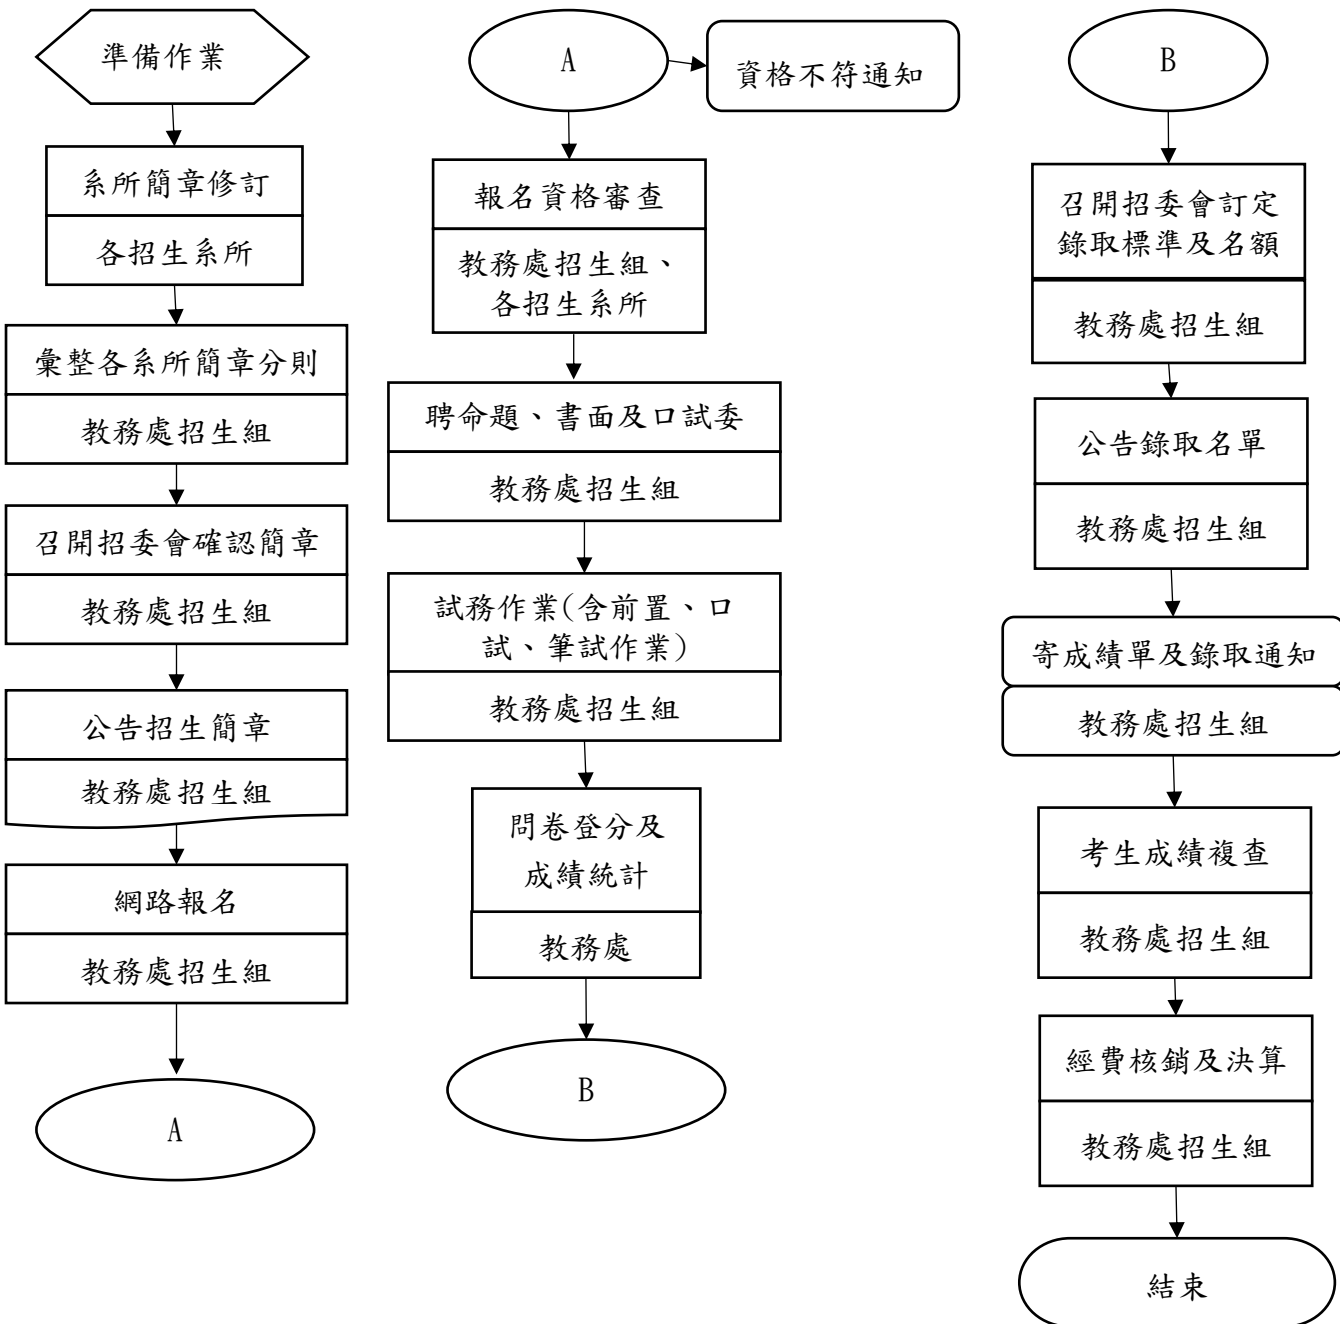 準備作業
系所簡章修訂
各招生系所
彙整各系所簡章分則
教務處招生組
召開招委會確認簡章
教務處招生組
公告招生簡章
教務處招生組
網路報名
教務處招生組
A
A
資格不符通知
報名資格審查
教務處招生組、
各招生系所
聘命題、書面及口試委
教務處招生組
試務作業(含前置、口
試、筆試作業)
教務處招生組
問卷登分及
成績統計
教務處
B
B
召開招委會訂定
錄取標準及名額
教務處招生組
公告錄取名單
教務處招生組
寄成績單及錄取通知
教務處招生組
考生成績複查
教務處招生組
經費核銷及決算
教務處招生組
結束